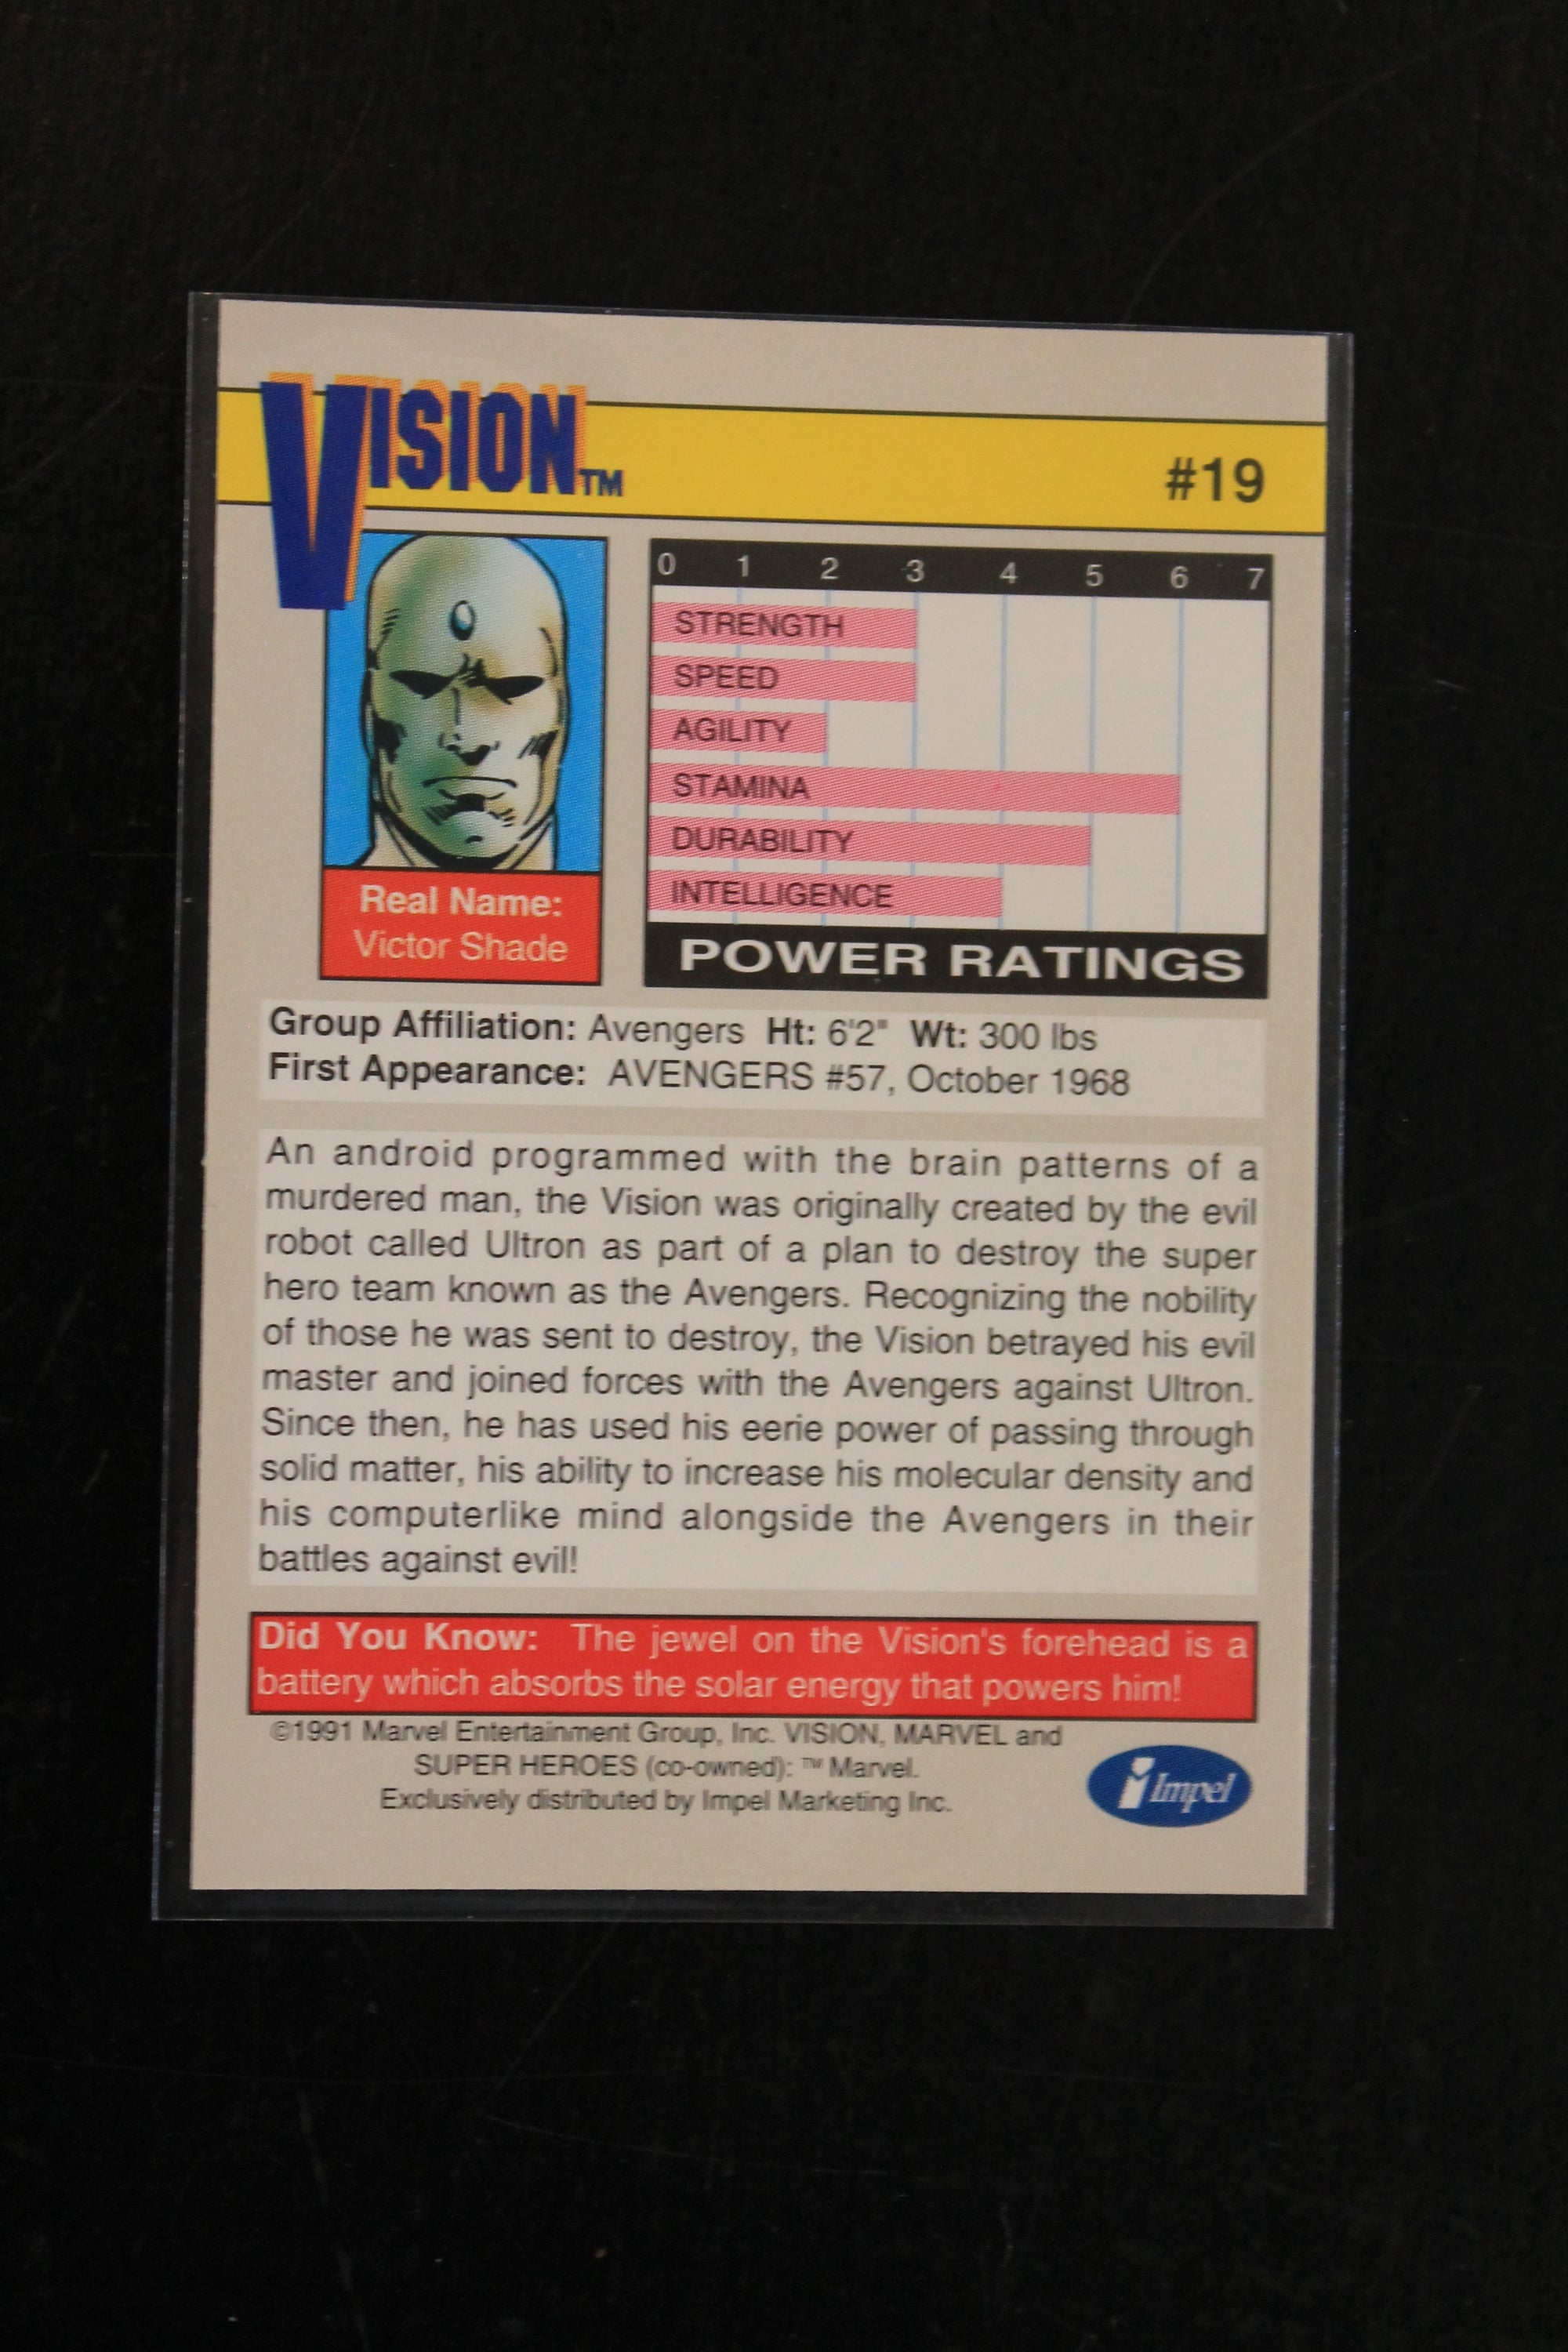 VISION™
#19
0 1 2 3 4 5 6 7
STRENGTH
SPEED
AGILITY
STAMINA
DURABILITY
INTELLIGENCE
POWER RATINGS
Real Name:
Victor Shade
Group Affiliation: Avengers Ht: 6'2" Wt: 300 lbs
First Appearance: AVENGERS #57, October 1968
An android programmed with the brain patterns of a
murdered man, the Vision was originally created by the evil
robot called Ultron as part of a plan to destroy the super
hero team known as the Avengers. Recognizing the nobility
of those he was sent to destroy, the Vision betrayed his evil
master and joined forces with the Avengers against Ultron.
Since then, he has used his eerie power of passing through
solid matter, his ability to increase his molecular density and
his computerlike mind alongside the Avengers in their
battles against evil!
Did You Know: The jewel on the Vision's forehead is a
battery which absorbs the solar energy that powers him!
©1991 Marvel Entertainment Group, Inc. VISION, MARVEL and
SUPER HEROES (co-owned): ™ Marvel.
Exclusively distributed by Impel Marketing Inc.
i Impel